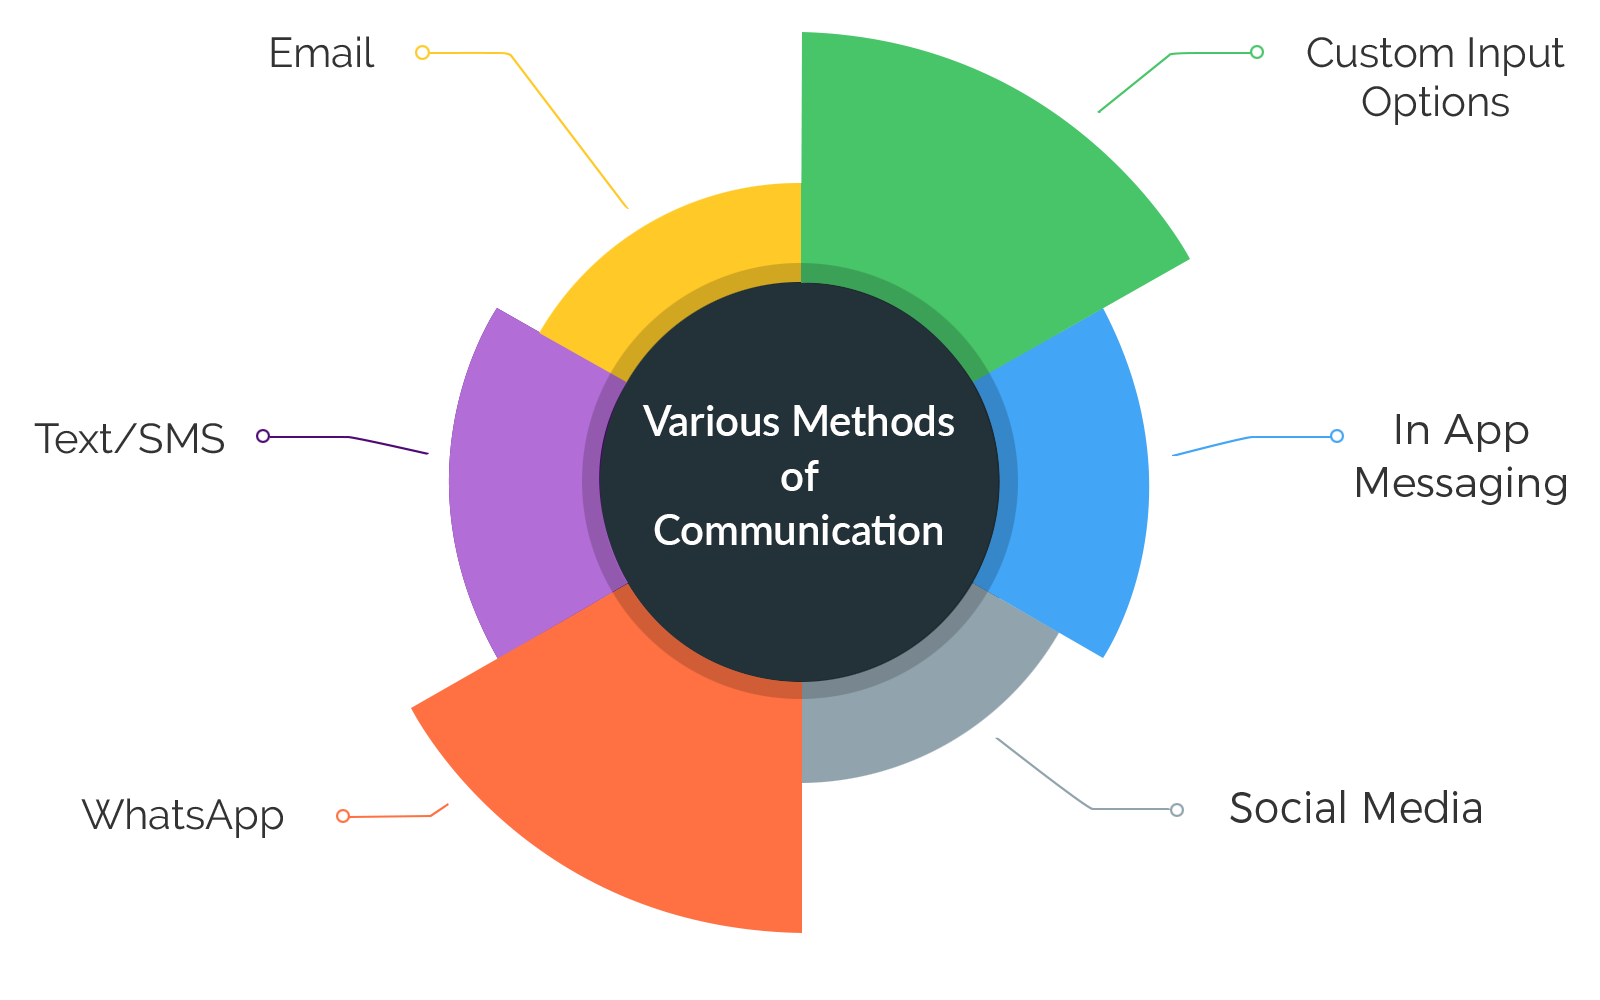 Email
Custom Input
Options
Text/SMS
Various Methods
of
Communication
In App
Messaging
WhatsApp
Social Media